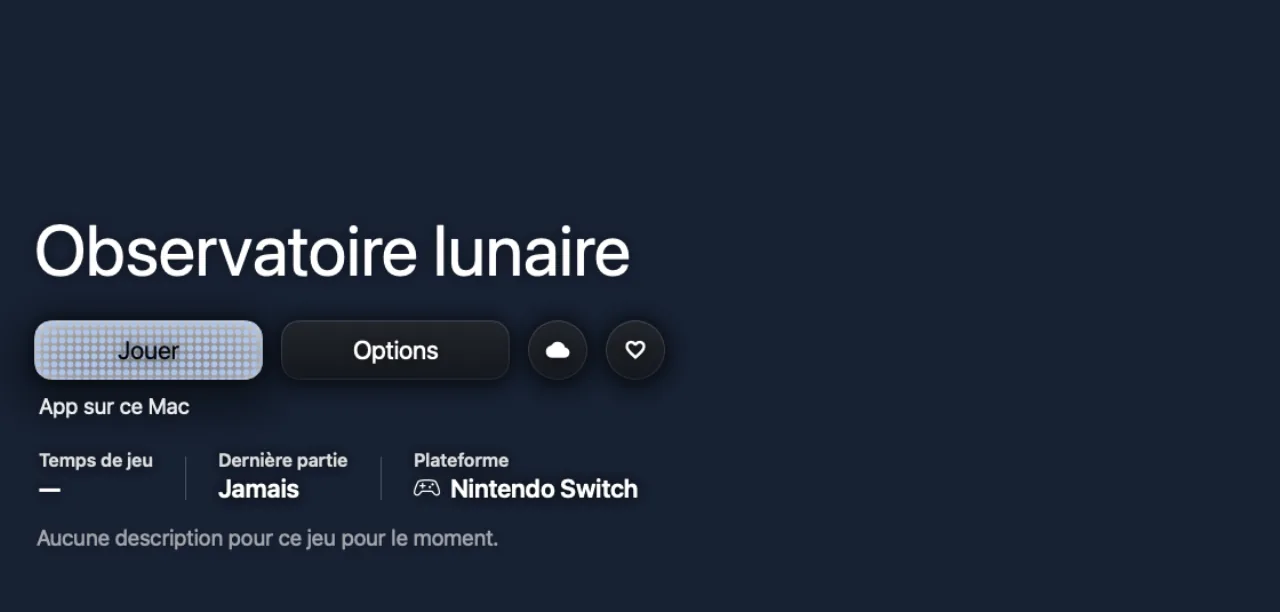 Observatoire lunaire
Jouer
Options
App sur ce Mac
Temps de jeu
Dernière partie
Plateforme
—
Jamais
Nintendo Switch
Aucune description pour ce jeu pour le moment.